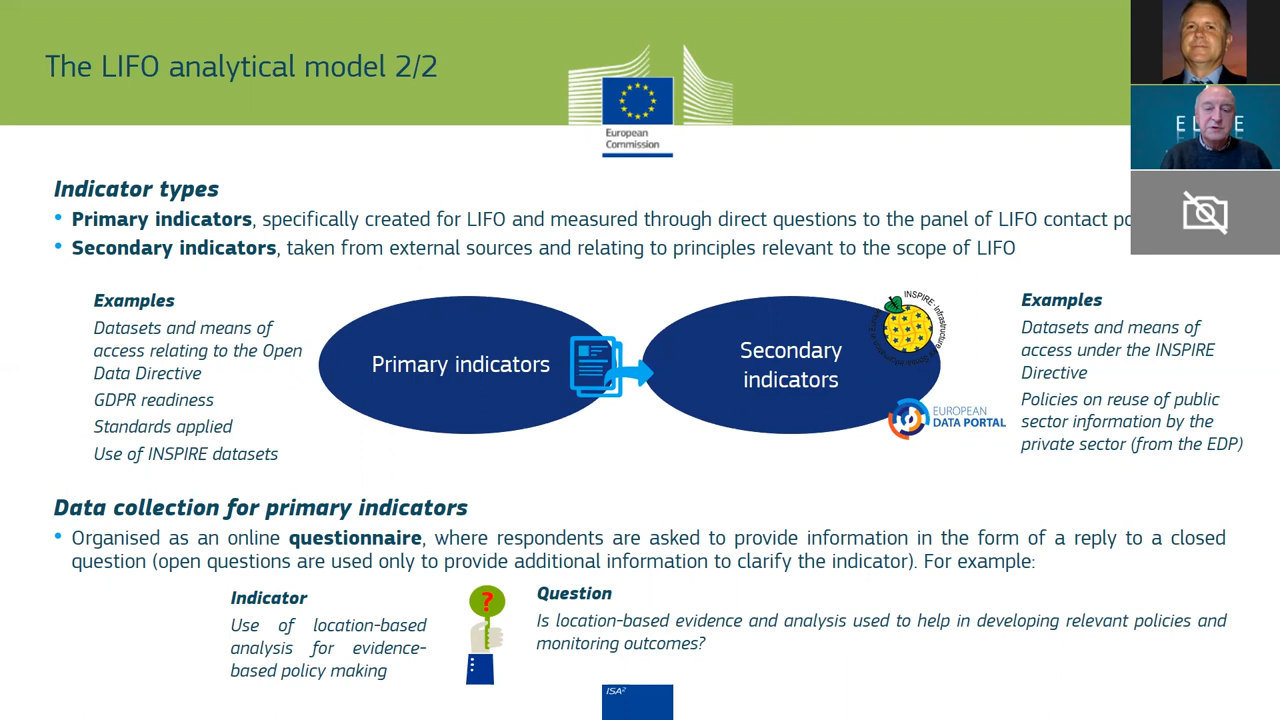 The LIFO analytical model 2/2
European
Commission
Indicator types
• Primary indicators, specifically created for LIFO and measured through direct questions to the panel of LIFO contact
• Secondary indicators, taken from external sources and relating to principles relevant to the scope of LIFO
Examples
Datasets and means of
access relating to the Open
Data Directive
GDPR readiness
Standards applied
Use of INSPIRE datasets
Primary indicators
Secondary
indicators
INSPIRE
EUROPEAN
DATA PORTAL
Examples
Datasets and means of
access under the INSPIRE
Directive
Policies on reuse of public
sector information by the
private sector (from the EDP)
Data collection for primary indicators
• Organised as an online questionnaire, where respondents are asked to provide information in the form of a reply to a closed
question (open questions are used only to provide additional information to clarify the indicator). For example:
Indicator
Use of location-based
analysis for evidence-
based policy making
?
Question
Is location-based evidence and analysis used to help in developing relevant policies and
monitoring outcomes?
ISA²